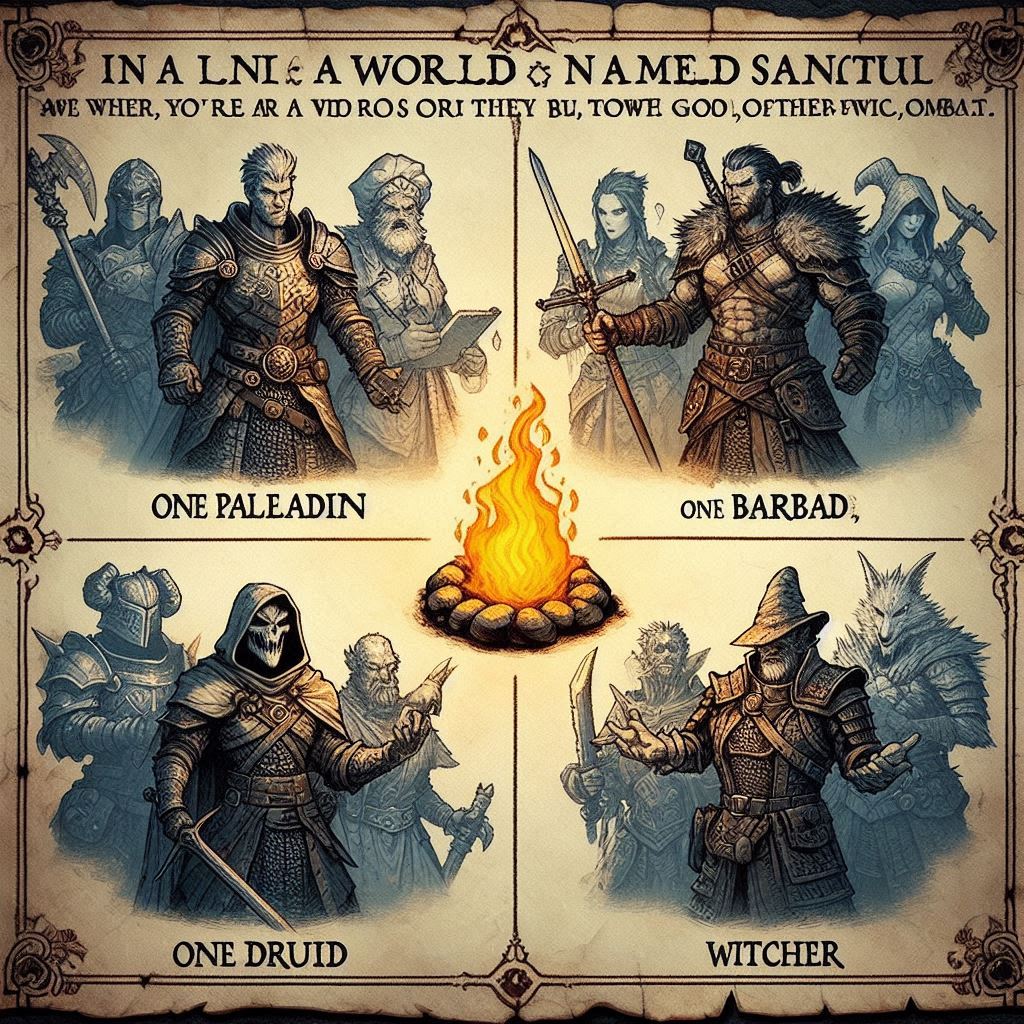 IN A LNI A WORLD NAMED SANCTUL
AVE WHER, YO'RE AR A VID ROS ORI THEY BU, TOWE GOD, OFTHER FWIC, OMBAT.
ONE PALEADIN
ONE BARBAD,
ONE DRUID
WITCHER